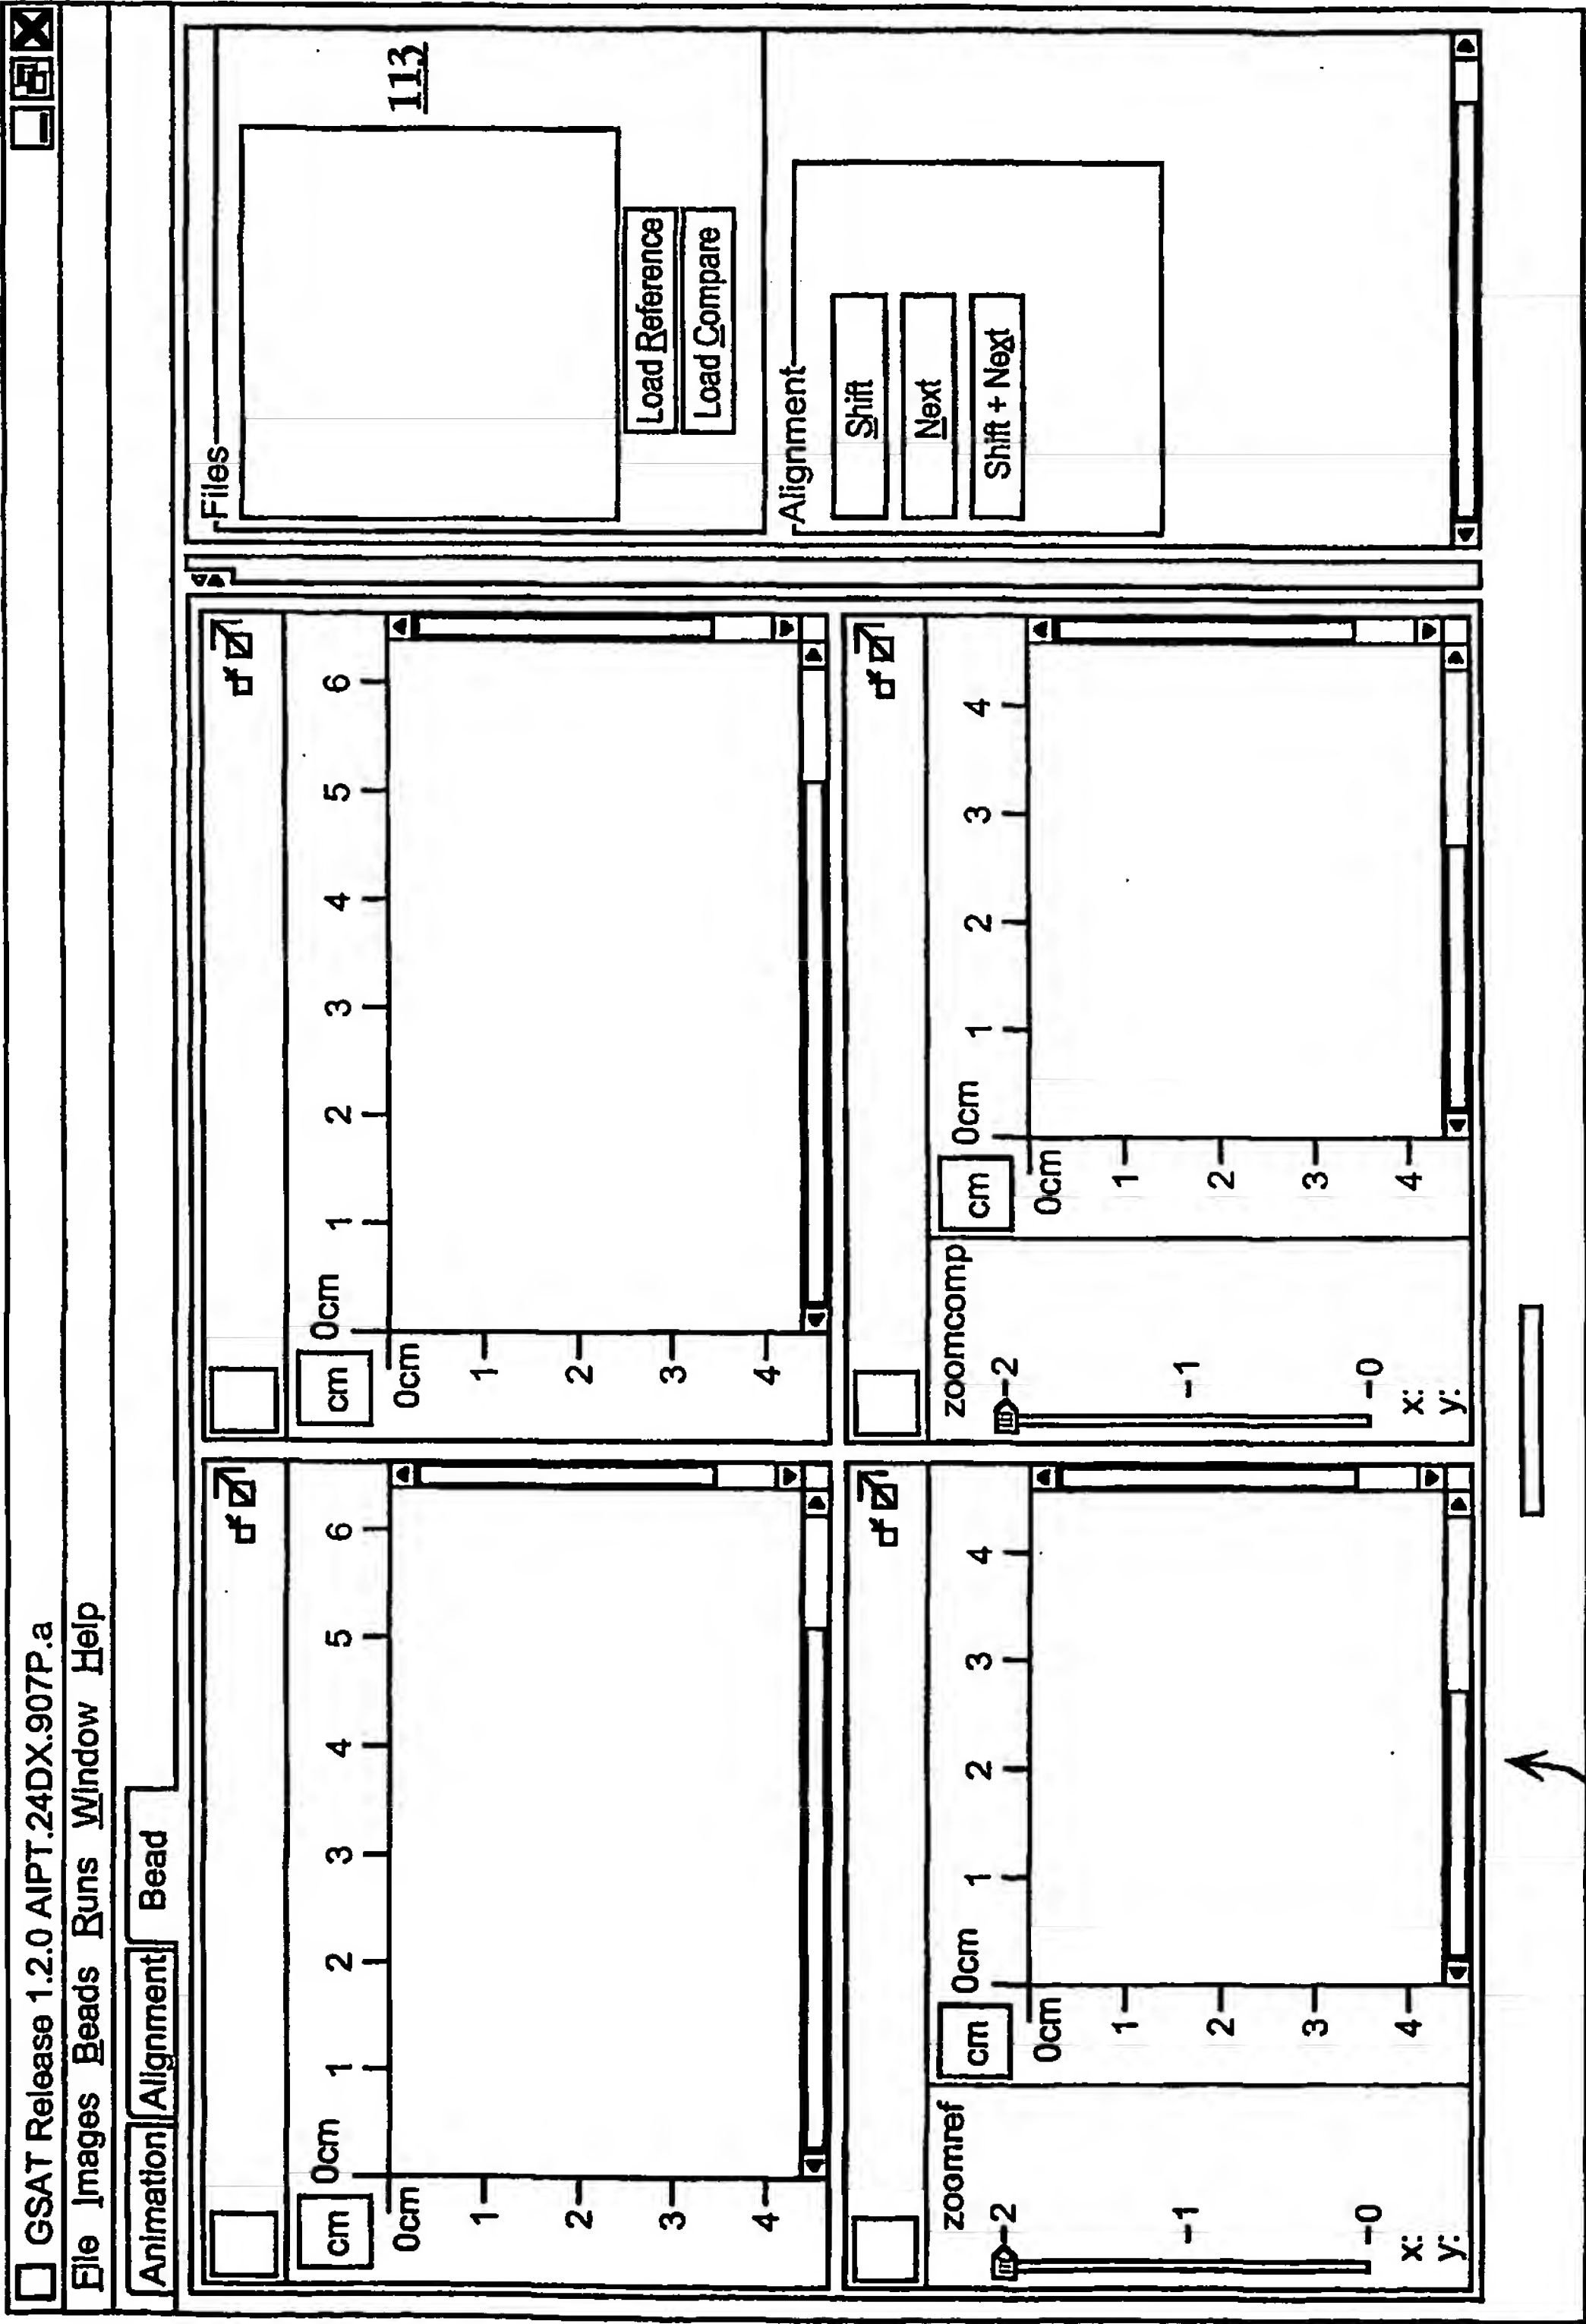 GSAT Release 1.2.0 AIPT.24DX.907P.a
File Images Beads Runs Window Help
Animation Alignment Bead
cm 0cm 1 2 3 4 5 6
0cm
1
2
3
4
cm 0cm 1 2 3 4 5 6
0cm
1
2
3
4
zoomref
2
1
0
x:
y:
cm 0cm 1 2 3 4
0cm
1
2
3
4
zoomcomp
2
1
0
x:
y:
cm 0cm 1 2 3 4
0cm
1
2
3
4
Files
113
Load Reference
Load Compare
Alignment
Shift
Next
Shift + Next